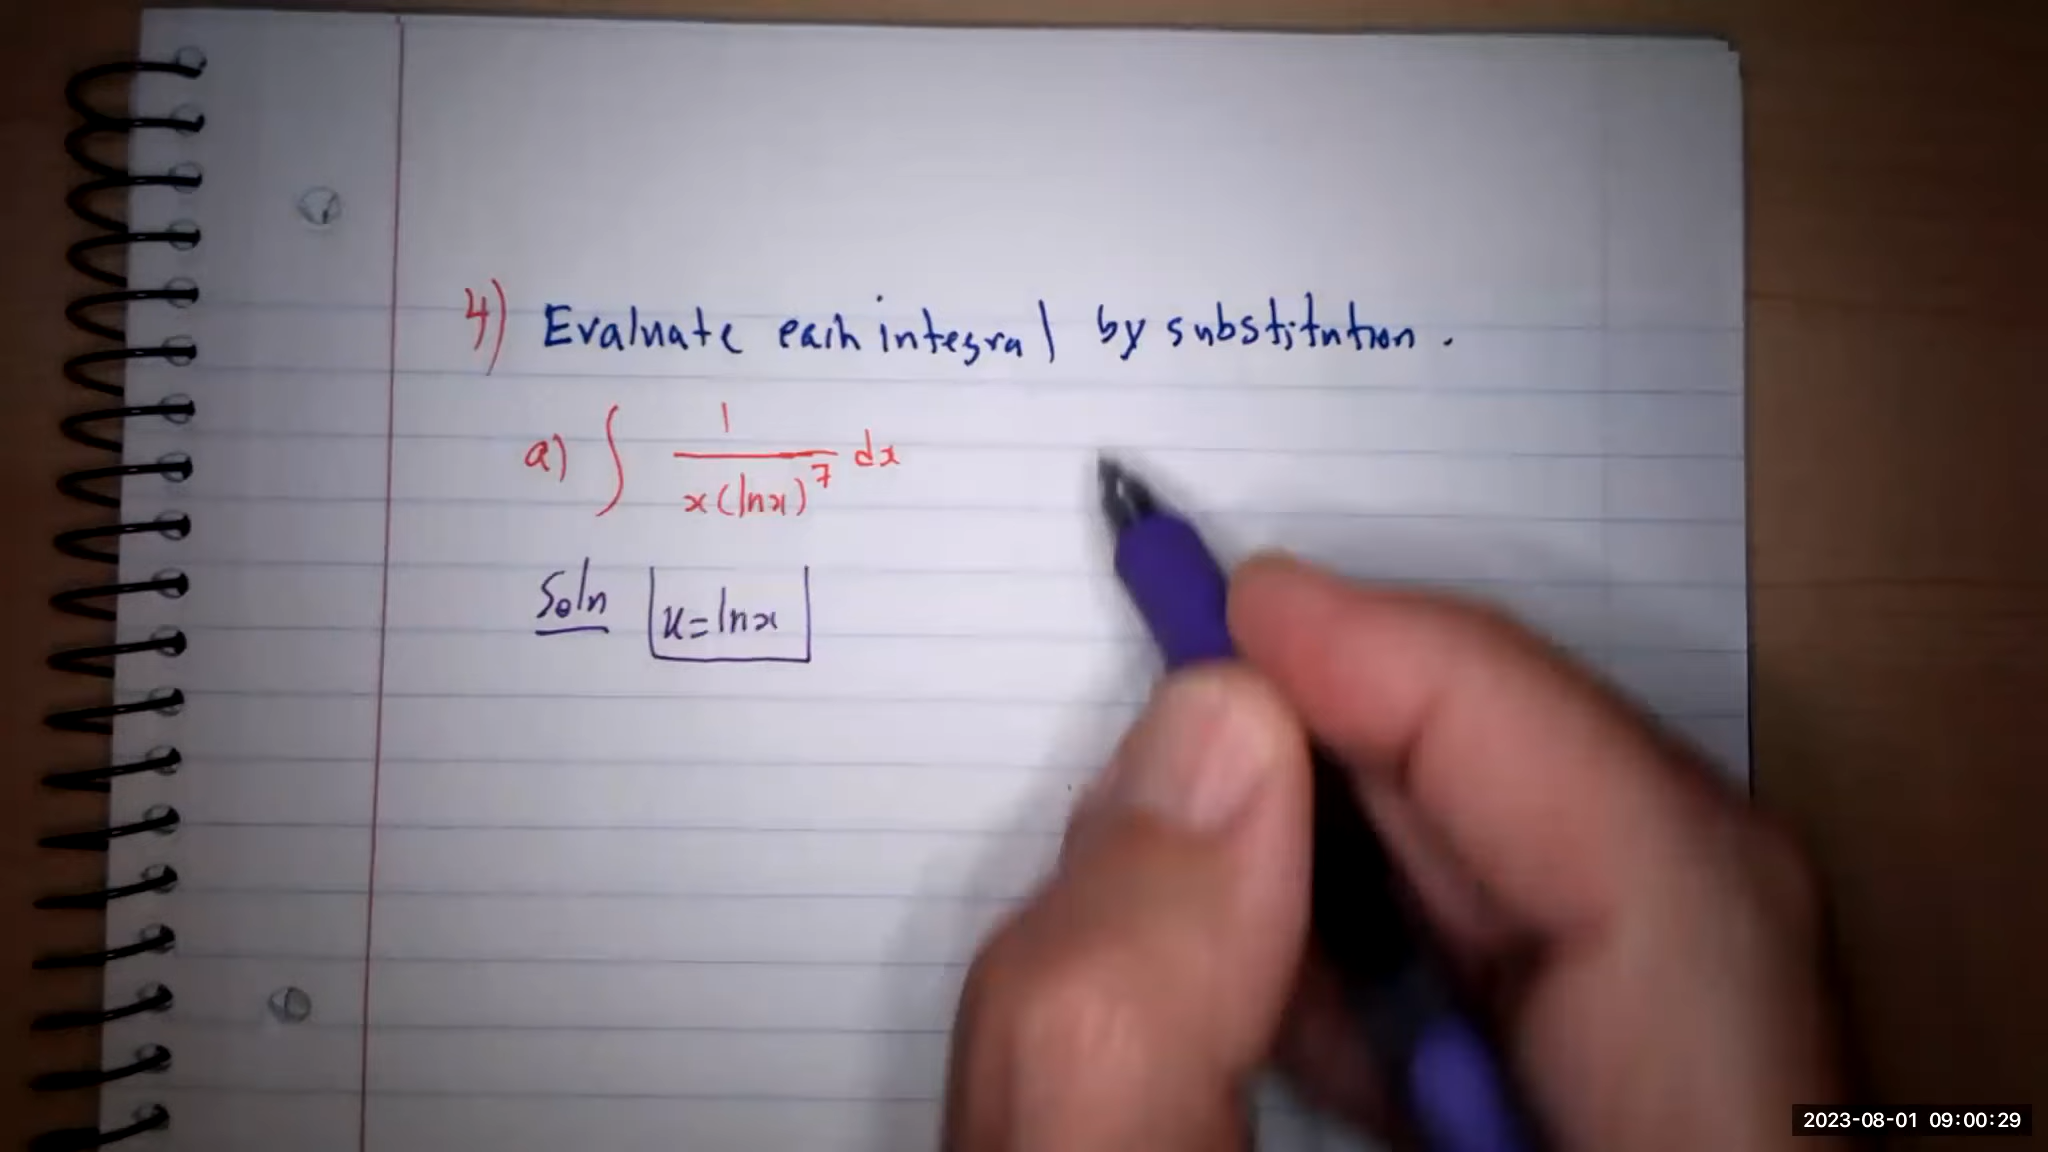 4) Evaluate each integral by substitution.
a) ∫ 1/(x(lnx)^7) dx
Soln u=lnx
2023-08-01 09:00:29